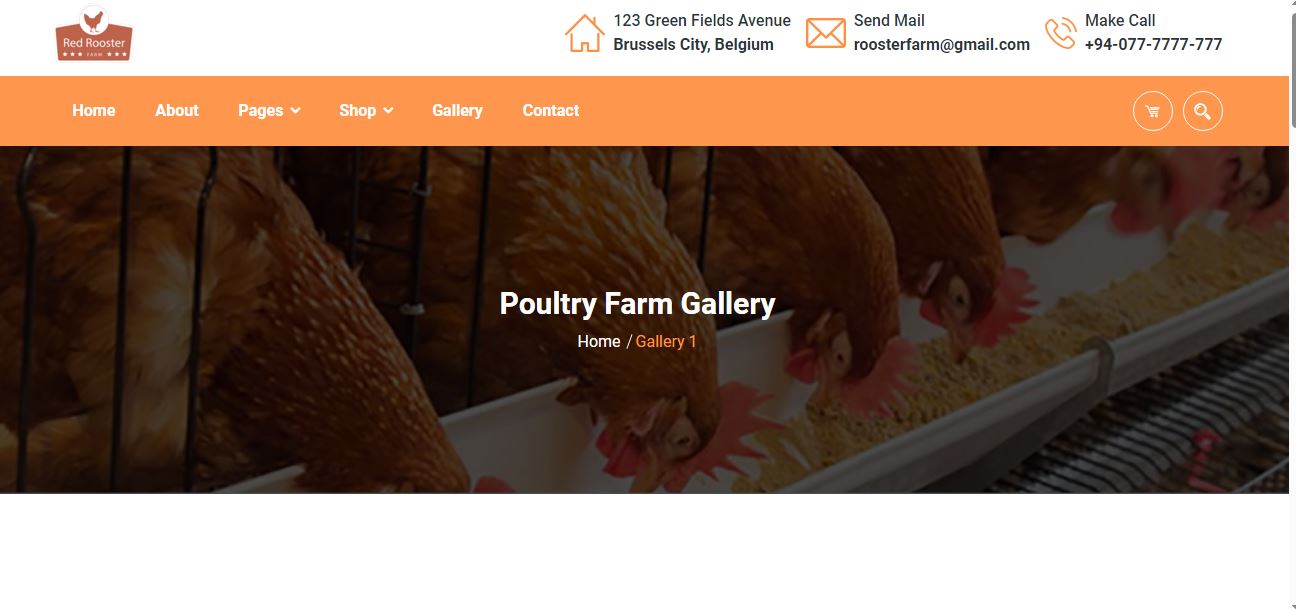 Red Rooster
FARM
123 Green Fields Avenue
Brussels City, Belgium
Send Mail
roosterfarm@gmail.com
Make Call
+94-077-7777-777
Home
About
Pages
Shop
Gallery
Contact
Poultry Farm Gallery
Home / Gallery 1